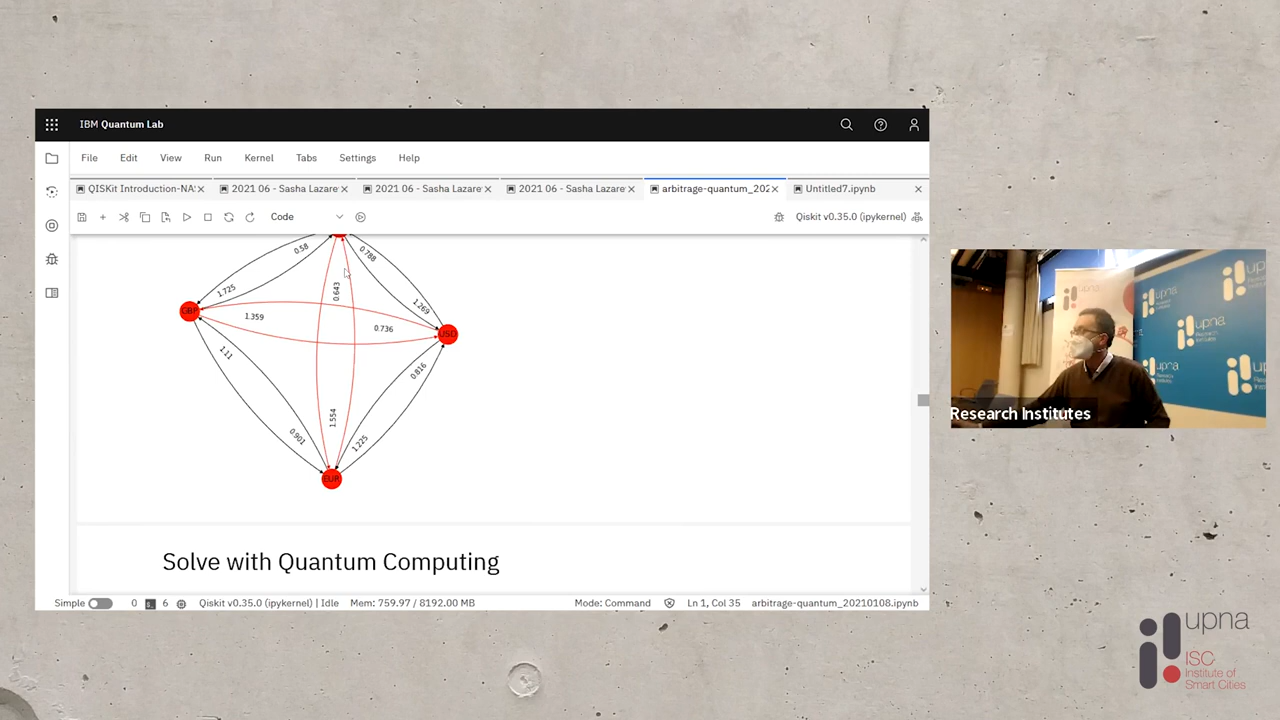 IBM Quantum Lab
File Edit View Run Kernel Tabs Settings Help
QISKit Introduction-NA 2021 06 - Sasha Lazare 2021 06 - Sasha Lazare 2021 06 - Sasha Lazare arbitrage-quantum_202 Untitled7.ipynb
Code Qiskit v0.35.0 (ipykernel)
0.58
0.788
1.725
0.643
1.269
GBP
1.359
0.736
USD
1.11
0.816
1.554
0.901
1.225
EUR
Solve with Quantum Computing
Simple 0 6 Qiskit v0.35.0 (ipykernel) | Idle Mem: 759.97 / 8192.00 MB Mode: Command Ln 1, Col 35 arbitrage-quantum_20210108.ipynb
upna
Research Institutes
upna
ISC
Institute of
Smart Cities